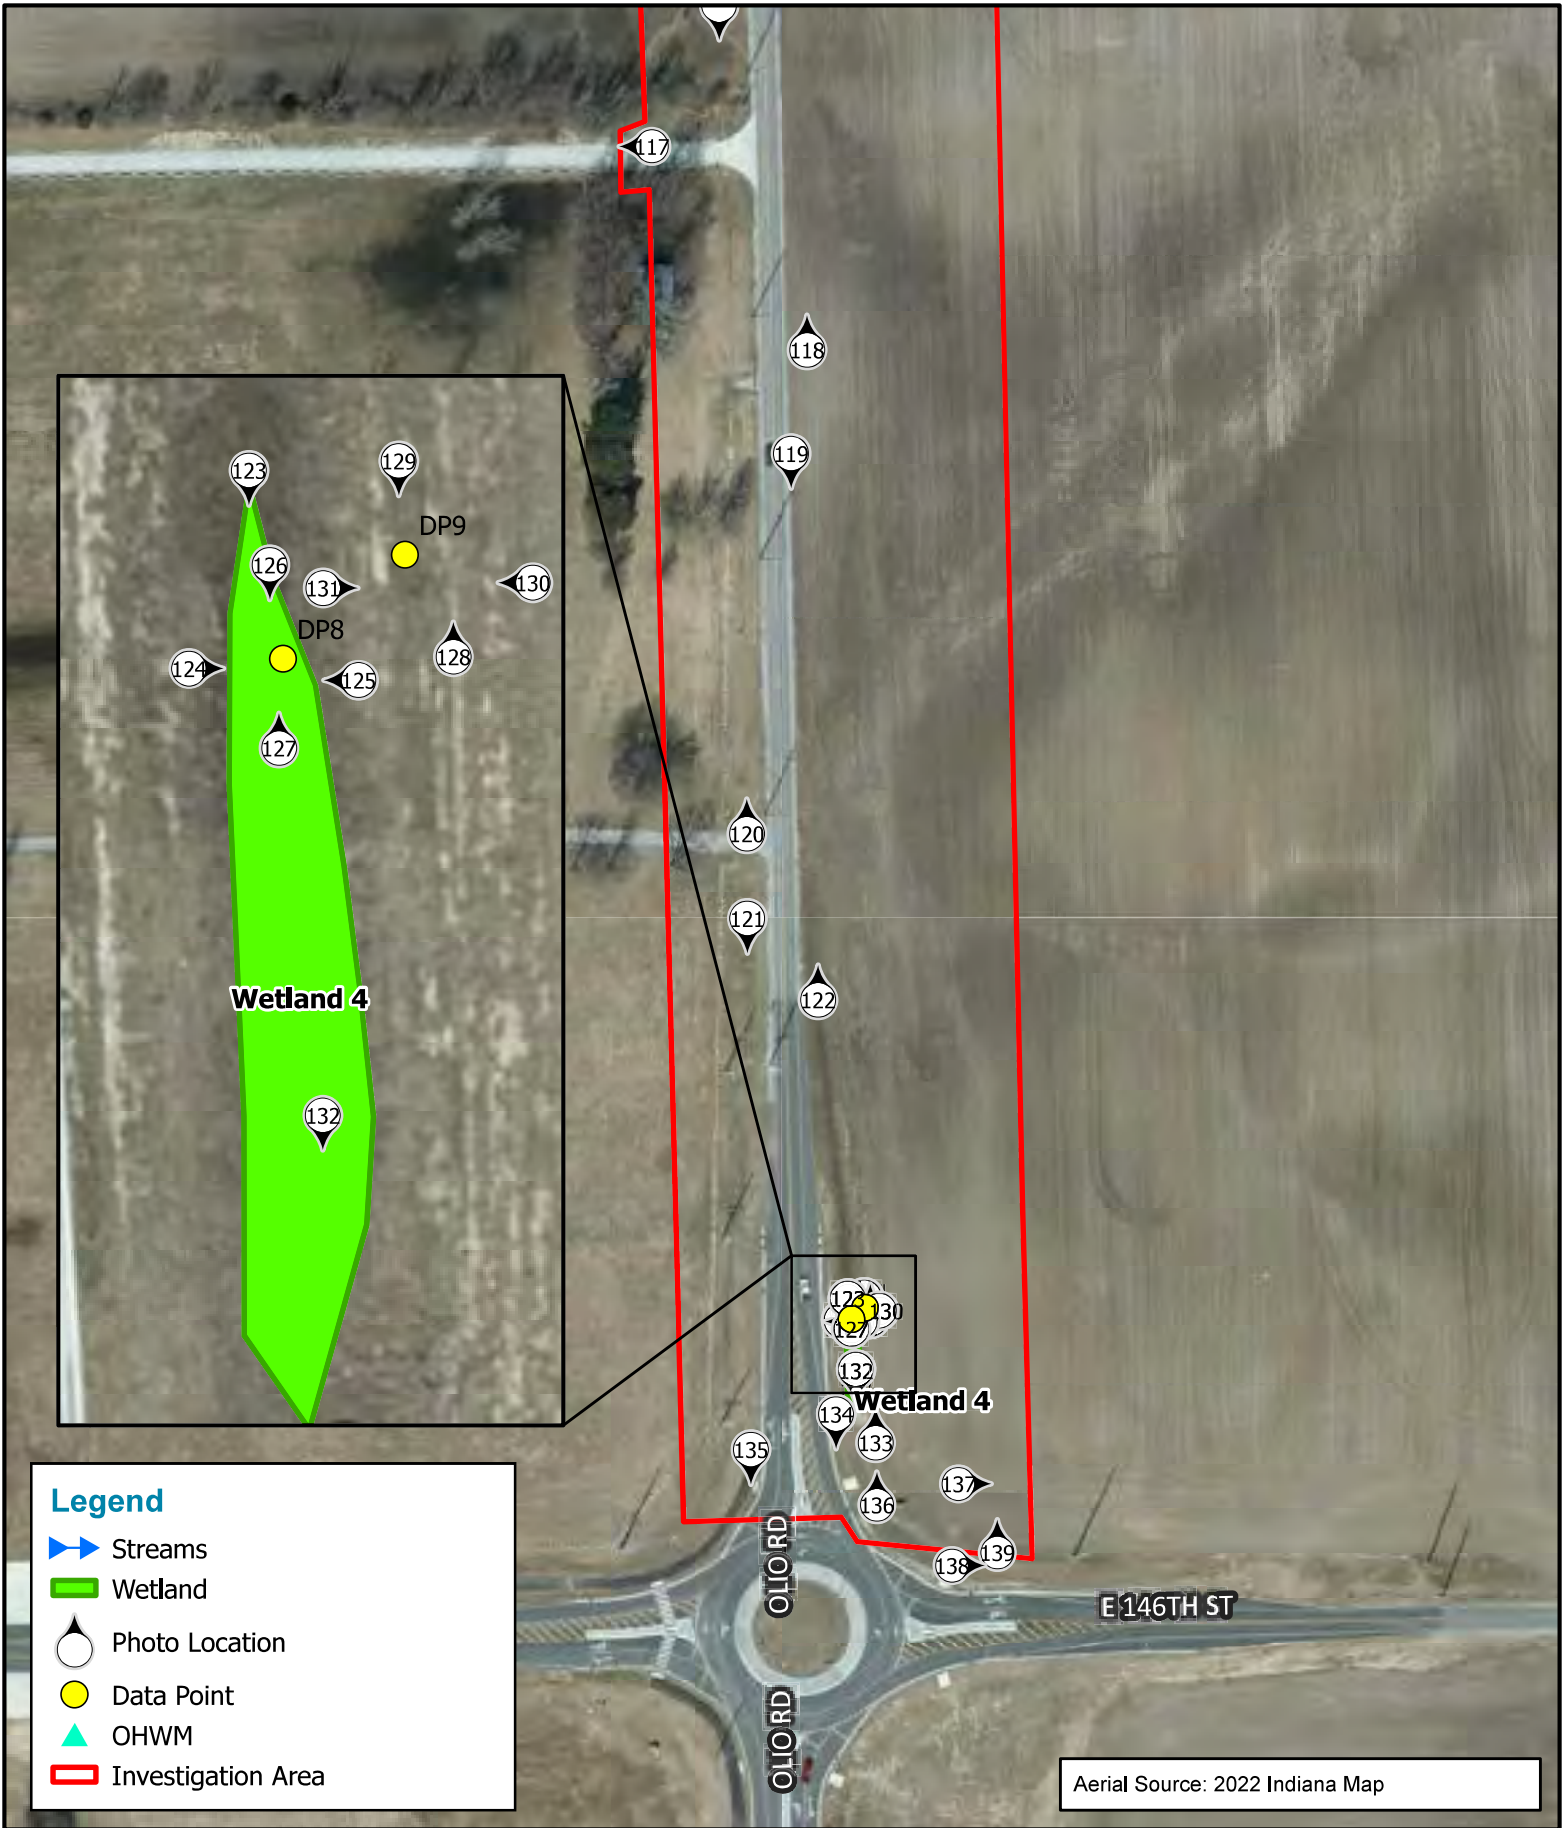 117
118
119
123
129
DP9
126
131
130
DP8
124
125
128
127
120
121
122
Wetland 4
132
123
130
127
132
Wetland 4
134
133
135
137
136
138
139
OLIO RD
E 146TH ST
OLIO RD
Legend
Streams
Wetland
Photo Location
Data Point
OHWM
Investigation Area
Aerial Source: 2022 Indiana Map